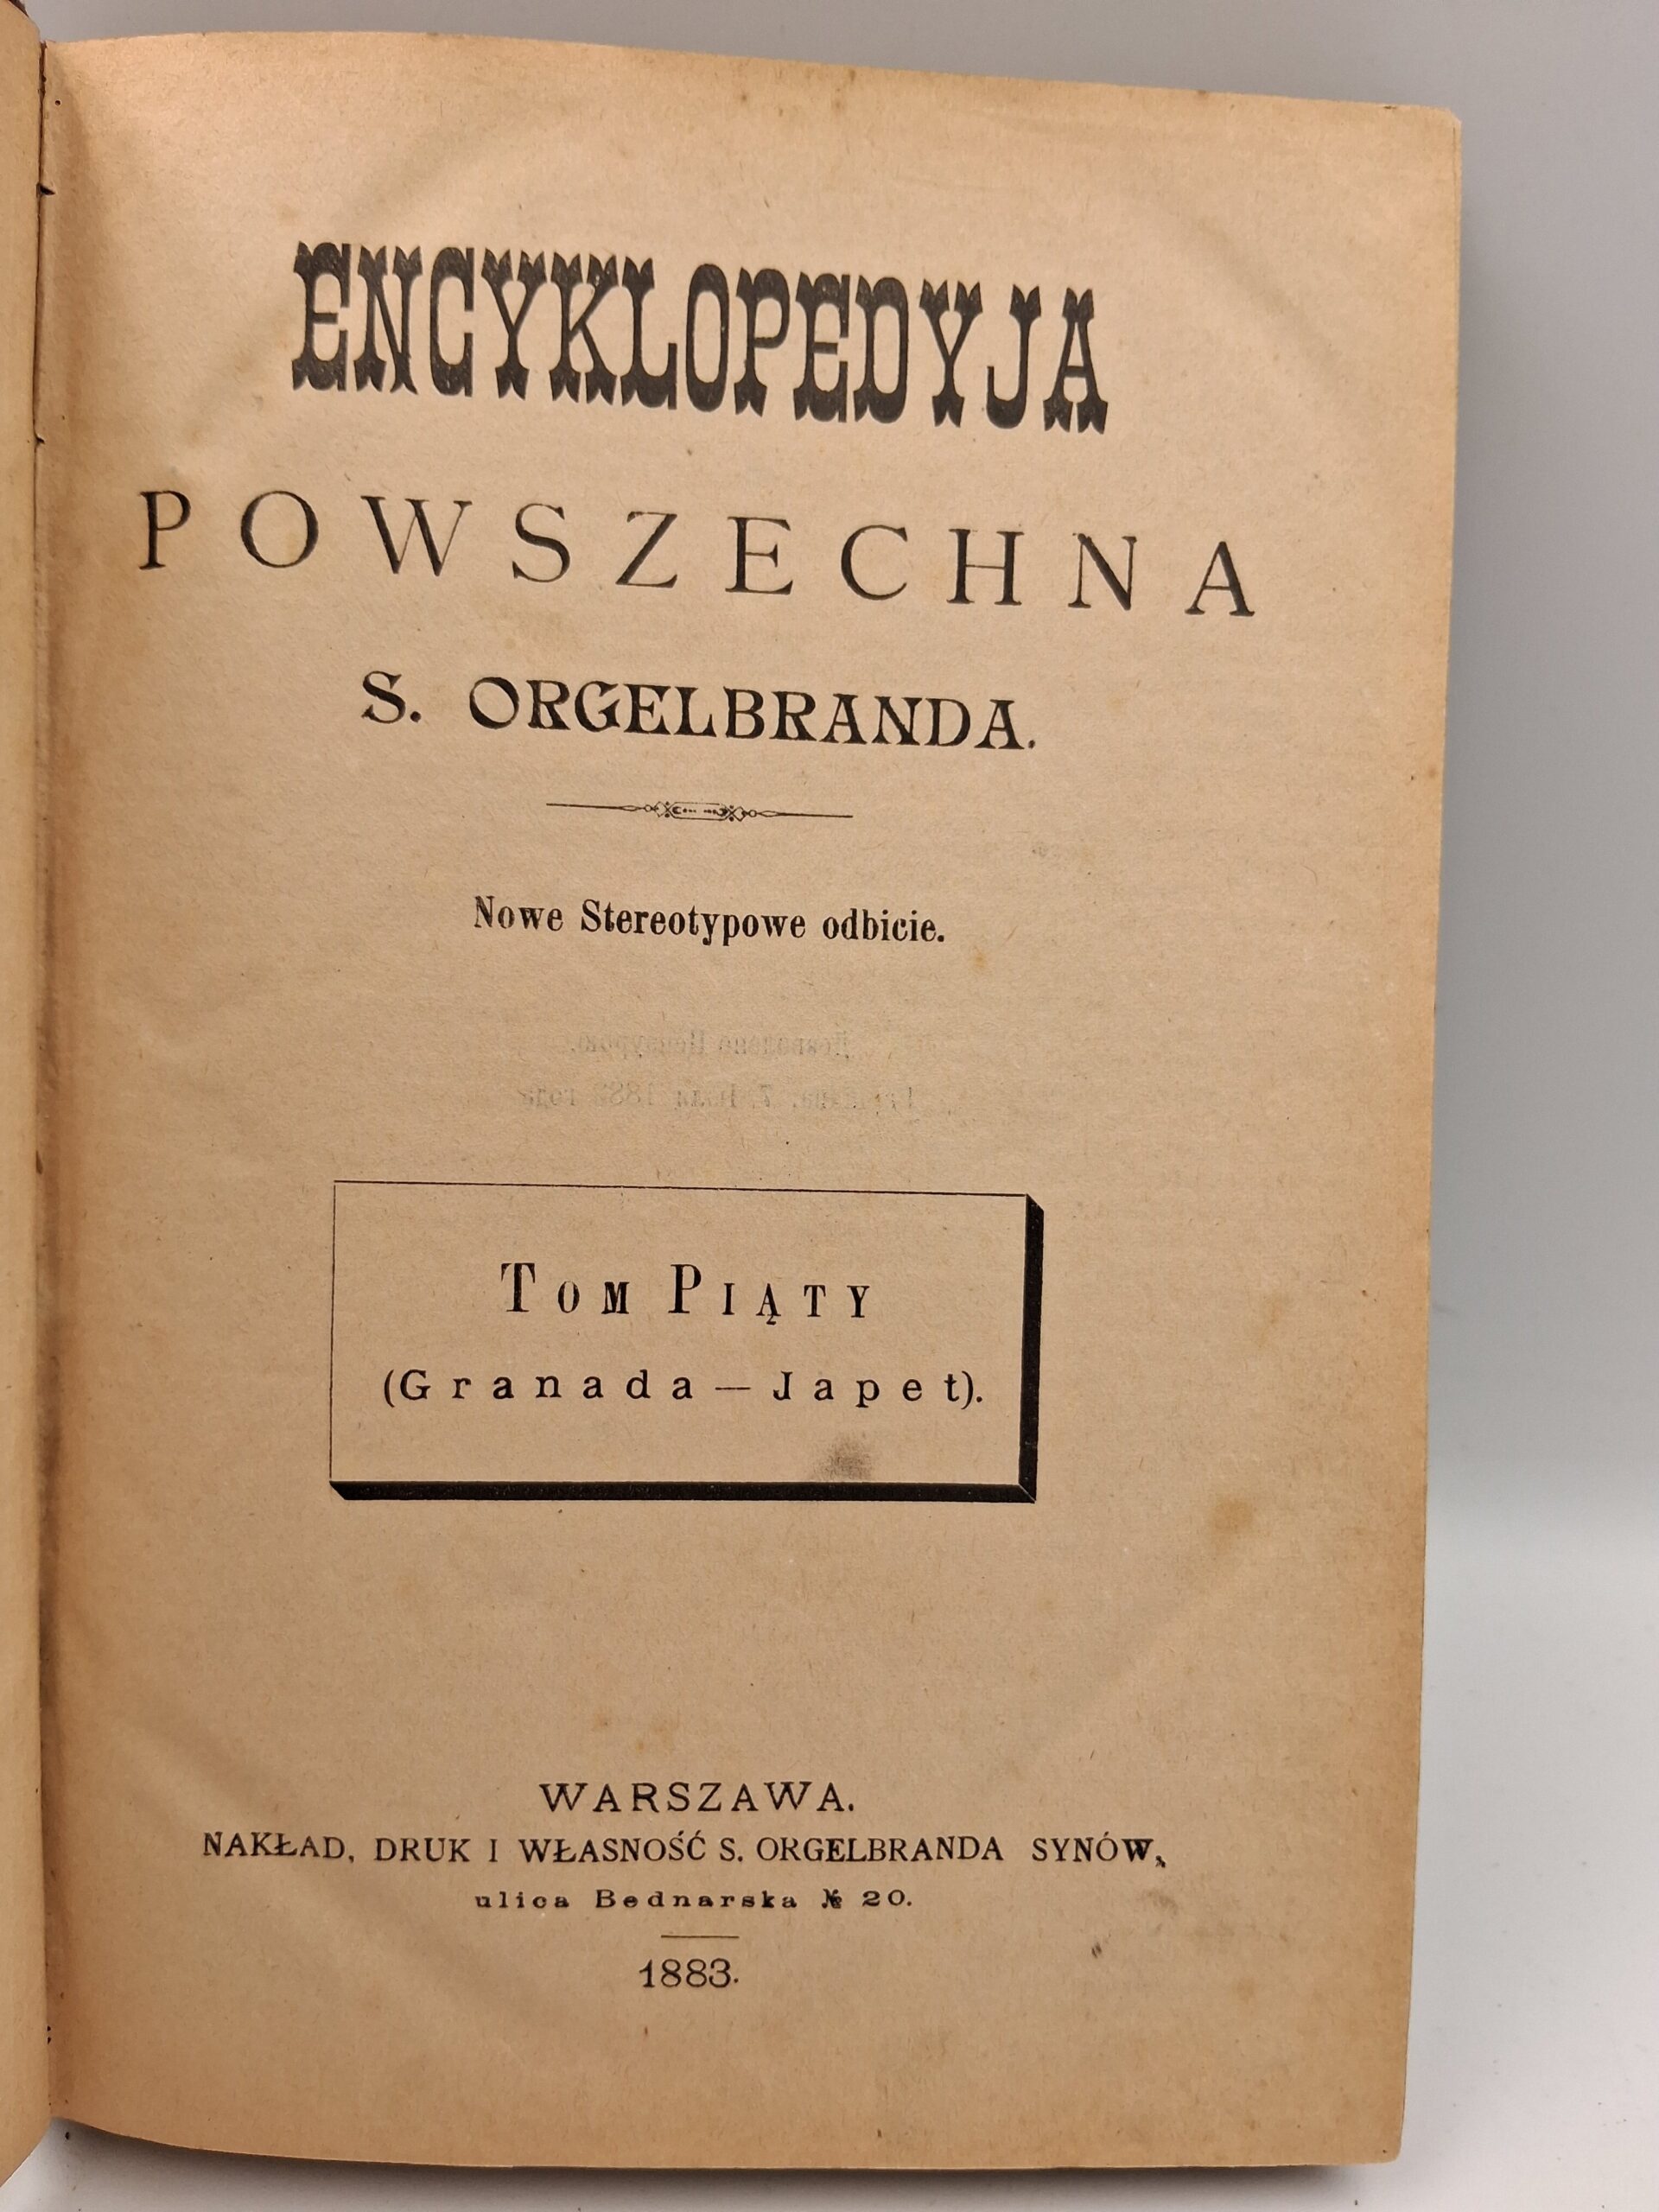 ENCYKLOPEDYJA
POWSZECHNA
S. ORGELBRANDA.
Nowe Stereotypowe odbicie.
Tom Piąty
(Granada — Japet).
WARSZAWA.
NAKŁAD, DRUK I WŁASNOŚĆ S. ORGELBRANDA SYNÓW,
ulica Bednarska № 20.
1883.